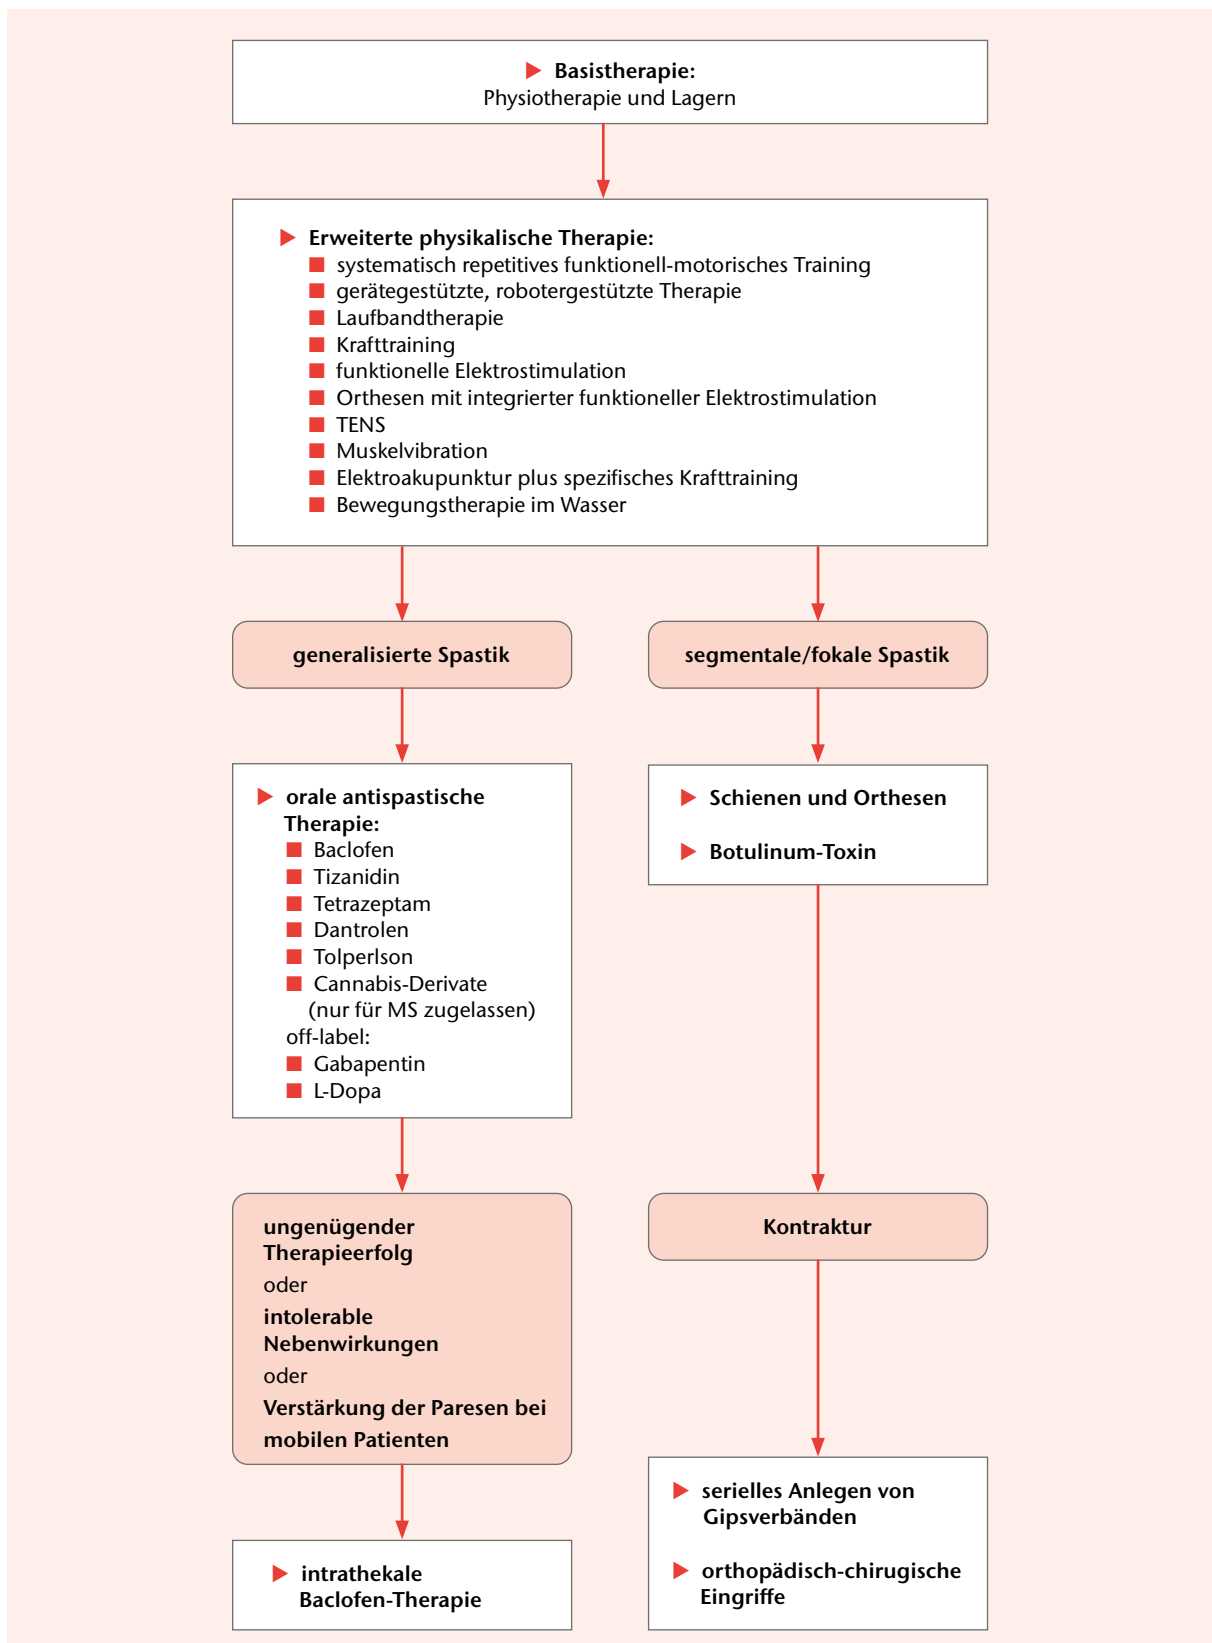 Basistherapie:
Physiotherapie und Lagern
Erweiterte physikalische Therapie:
systematisch repetitives funktionell-motorisches Training
gerätegestützte, robotergestützte Therapie
Laufbandtherapie
Krafttraining
funktionelle Elektrostimulation
Orthesen mit integrierter funktioneller Elektrostimulation
TENS
Muskelvibration
Elektroakupunktur plus spezifisches Krafttraining
Bewegungstherapie im Wasser
generalisierte Spastik
orale antispastische
Therapie:
Baclofen
Tizanidin
Tetrazeptam
Dantrolen
Tolperlson
Cannabis-Derivate
(nur für MS zugelassen)
off-label:
Gabapentin
L-Dopa
ungenügender
Therapieerfolg
oder
intolerable
Nebenwirkungen
oder
Verstärkung der Paresen bei
mobilen Patienten
intrathekale
Baclofen-Therapie
segmentale/fokale Spastik
Schienen und Orthesen
Botulinum-Toxin
Kontraktur
serielles Anlegen von
Gipsverbänden
orthopädisch-chirugische
Eingriffe